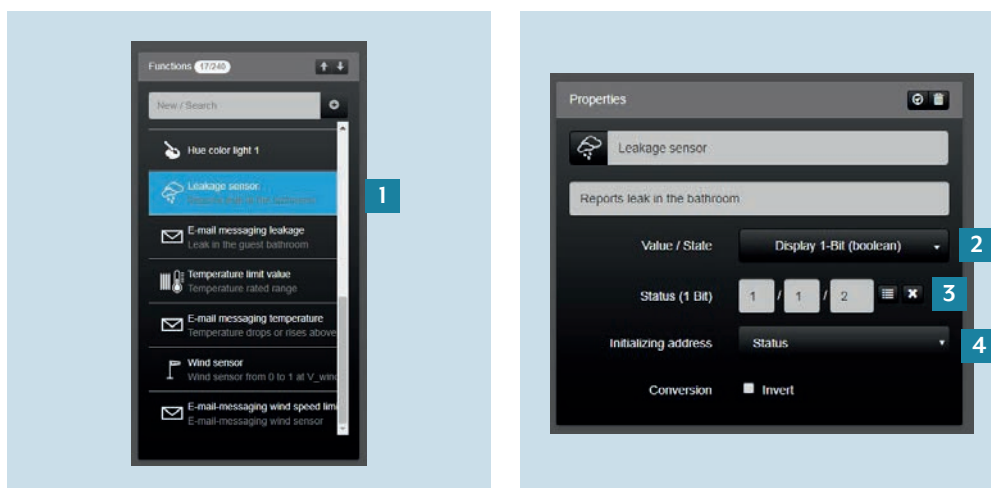 Functions 17/240
New / Search
Hue color light 1
Leakage sensor
1
E-mail messaging leakage
Leak in the guest bathroom
Temperature limit value
Temperature rated range
E-mail messaging temperature
Temperature drops or rises above
Wind sensor
Wind sensor from 0 to 1 at V_wind
E-mail-messaging wind speed limi
E-mail-messaging wind sensor
Properties
Leakage sensor
Reports leak in the bathroom
Value / State Display 1-Bit (boolean) 2
Status (1 Bit) 1 / 1 / 2 3
Initializing address Status 4
Conversion Invert